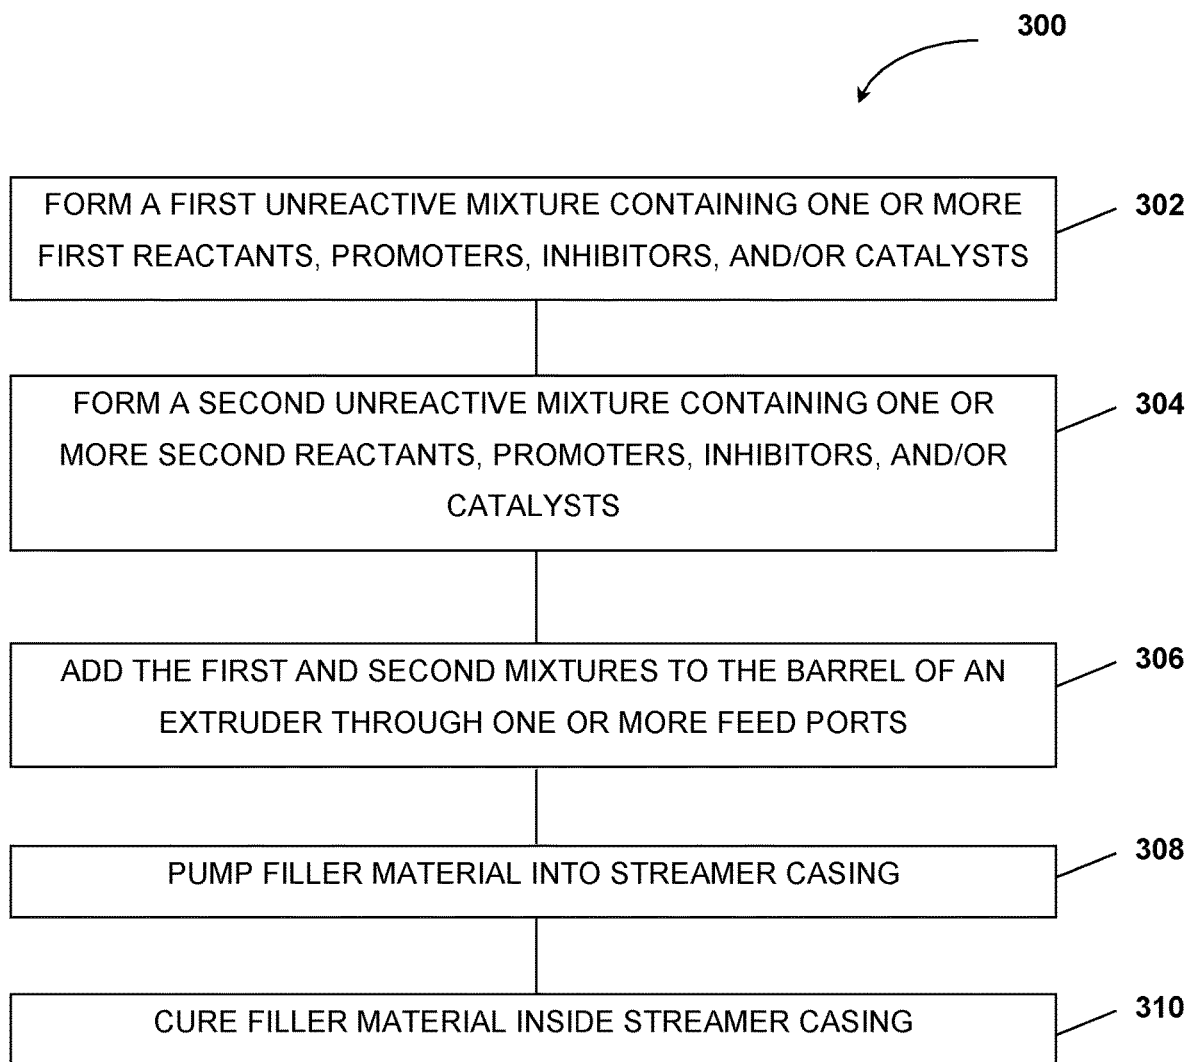 300
FORM A FIRST UNREACTIVE MIXTURE CONTAINING ONE OR MORE
FIRST REACTANTS, PROMOTERS, INHIBITORS, AND/OR CATALYSTS
302
FORM A SECOND UNREACTIVE MIXTURE CONTAINING ONE OR
MORE SECOND REACTANTS, PROMOTERS, INHIBITORS, AND/OR
CATALYSTS
304
ADD THE FIRST AND SECOND MIXTURES TO THE BARREL OF AN
EXTRUDER THROUGH ONE OR MORE FEED PORTS
306
PUMP FILLER MATERIAL INTO STREAMER CASING
308
CURE FILLER MATERIAL INSIDE STREAMER CASING
310